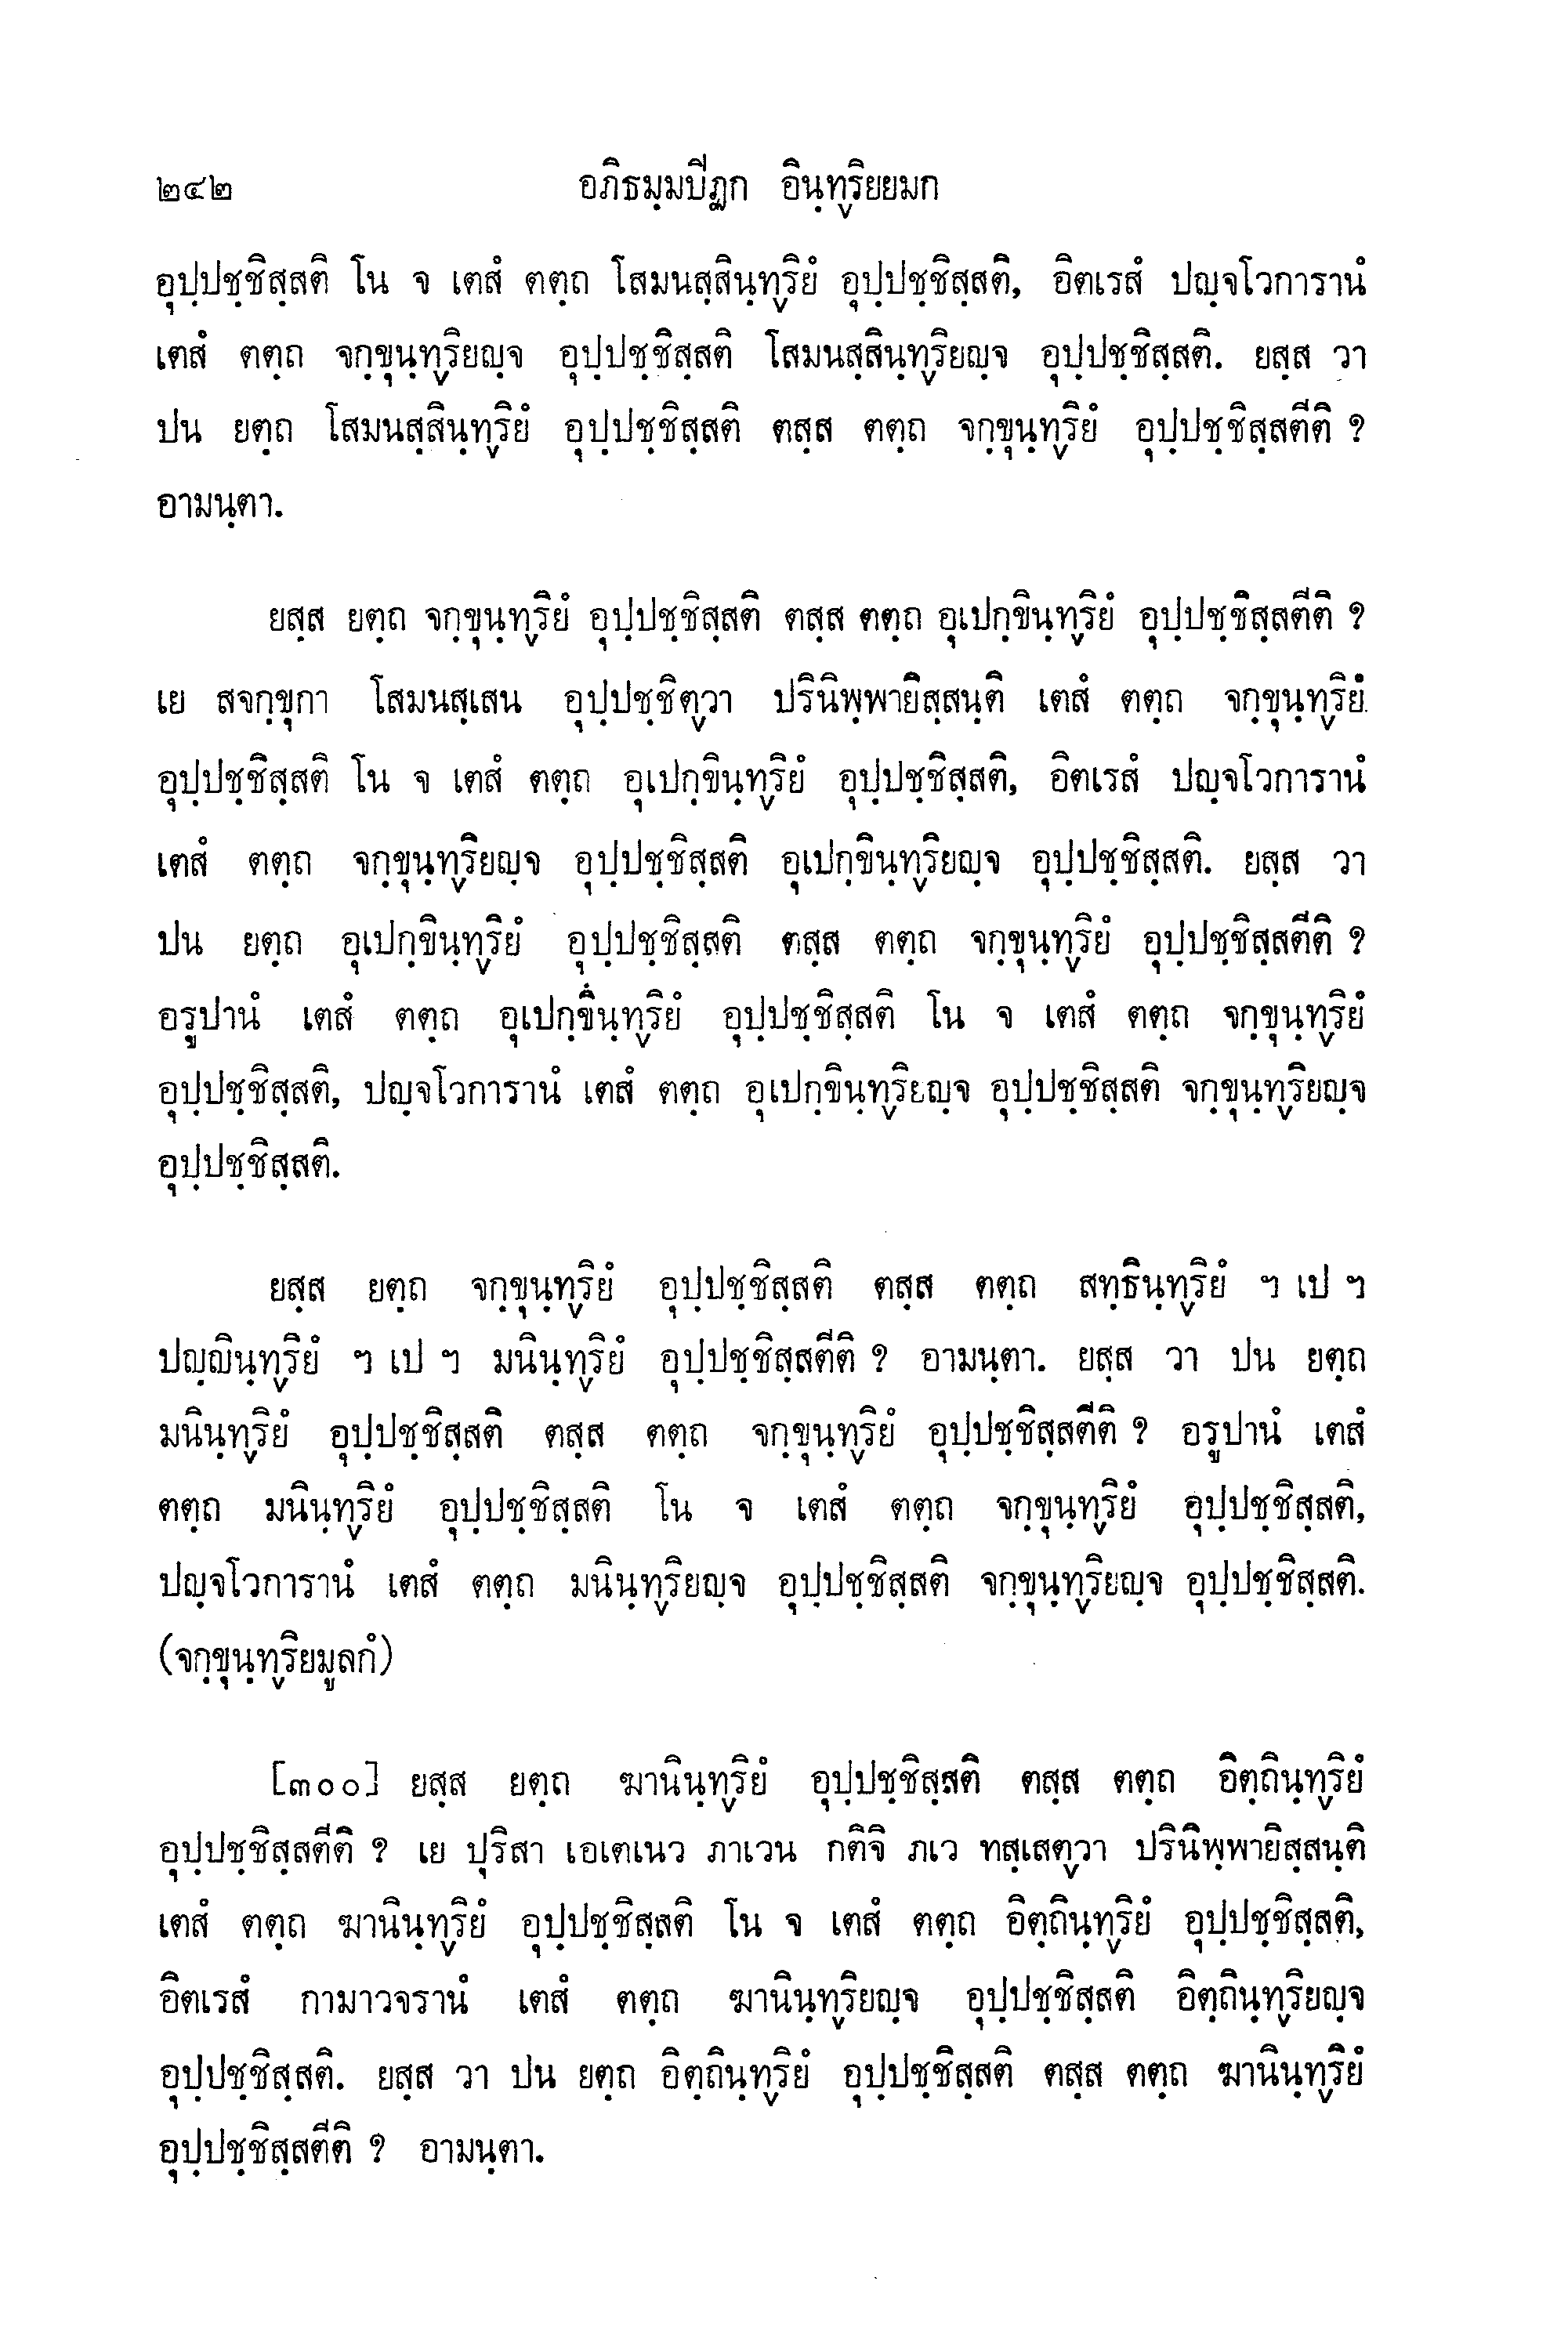 ๒๔๒ อภิธมฺมปีฏก อินฺทฺริยยมก
อุปฺปชฺชิสฺสติ โน จ เตสํ ตตฺถ โสมนสฺสินฺทฺริยํ อุปฺปชฺชิสฺสติ, อิตเรสํ ปญฺจโวการานํ
เตสํ ตตฺถ จกฺขุนฺทฺริยญฺจ อุปฺปชฺชิสฺสติ โสมนสฺสินฺทฺริยญฺจ อุปฺปชฺชิสฺสติ. ยสฺส วา
ปน ยตฺถ โสมนสฺสินฺทฺริยํ อุปฺปชฺชิสฺสติ ตสฺส ตตฺถ จกฺขุนฺทฺริยํ อุปฺปชฺชิสฺสตีติ ?
อามนฺตา.
ยสฺส ยตฺถ จกฺขุนฺทฺริยํ อุปฺปชฺชิสฺสติ ตสฺส ตตฺถ อุเปกฺขินฺทฺริยํ อุปฺปชฺชิสฺสตีติ ?
เย สจกฺขุกา โสมนสฺเสน อุปฺปชฺชิตฺวา ปรินิพฺพายิสฺสนฺติ เตสํ ตตฺถ จกฺขุนฺทฺริยํ
อุปฺปชฺชิสฺสติ โน จ เตสํ ตตฺถ อุเปกฺขินฺทฺริยํ อุปฺปชฺชิสฺสติ, อิตเรสํ ปญฺจโวการานํ
เตสํ ตตฺถ จกฺขุนฺทฺริยญฺจ อุปฺปชฺชิสฺสติ อุเปกฺขินฺทฺริยญฺจ อุปฺปชฺชิสฺสติ. ยสฺส วา
ปน ยตฺถ อุเปกฺขินฺทฺริยํ อุปฺปชฺชิสฺสติ ตสฺส ตตฺถ จกฺขุนฺทฺริยํ อุปฺปชฺชิสฺสตีติ ?
อรูปานํ เตสํ ตตฺถ อุเปกฺขินฺทฺริยํ อุปฺปชฺชิสฺสติ โน จ เตสํ ตตฺถ จกฺขุนฺทฺริยํ
อุปฺปชฺชิสฺสติ, ปญฺจโวการานํ เตสํ ตตฺถ อุเปกฺขินฺทฺริยญฺจ อุปฺปชฺชิสฺสติ จกฺขุนฺทฺริยญฺจ
อุปฺปชฺชิสฺสติ.
ยสฺส ยตฺถ จกฺขุนฺทฺริยํ อุปฺปชฺชิสฺสติ ตสฺส ตตฺถ สทฺธินฺทฺริยํ ฯ เป ฯ
ปญฺญินฺทฺริยํ ฯ เป ฯ มนินฺทฺริยํ อุปฺปชฺชิสฺสตีติ ? อามนฺตา. ยสฺส วา ปน ยตฺถ
มนินฺทฺริยํ อุปฺปชฺชิสฺสติ ตสฺส ตตฺถ จกฺขุนฺทฺริยํ อุปฺปชฺชิสฺสตีติ ? อรูปานํ เตสํ
ตตฺถ มนินฺทฺริยํ อุปฺปชฺชิสฺสติ โน จ เตสํ ตตฺถ จกฺขุนฺทฺริยํ อุปฺปชฺชิสฺสติ,
ปญฺจโวการานํ เตสํ ตตฺถ มนินฺทฺริยญฺจ อุปฺปชฺชิสฺสติ จกฺขุนฺทฺริยญฺจ อุปฺปชฺชิสฺสติ.
(จกฺขุนฺทฺริยมูลกํ)
[๓๐๐] ยสฺส ยตฺถ ฆานินฺทฺริยํ อุปฺปชฺชิสฺสติ ตสฺส ตตฺถ อิตฺถินฺทฺริยํ
อุปฺปชฺชิสฺสตีติ ? เย ปุริสา เอเตเนว ภาเวน กติจิ ภเว ทสฺเสตฺวา ปรินิพฺพายิสฺสนฺติ
เตสํ ตตฺถ ฆานินฺทฺริยํ อุปฺปชฺชิสฺสติ โน จ เตสํ ตตฺถ อิตฺถินฺทฺริยํ อุปฺปชฺชิสฺสติ,
อิตเรสํ กามาวจรานํ เตสํ ตตฺถ ฆานินฺทฺริยญฺจ อุปฺปชฺชิสฺสติ อิตฺถินฺทฺริยญฺจ
อุปฺปชฺชิสฺสติ. ยสฺส วา ปน ยตฺถ อิตฺถินฺทฺริยํ อุปฺปชฺชิสฺสติ ตสฺส ตตฺถ ฆานินฺทฺริยํ
อุปฺปชฺชิสฺสตีติ ? อามนฺตา.